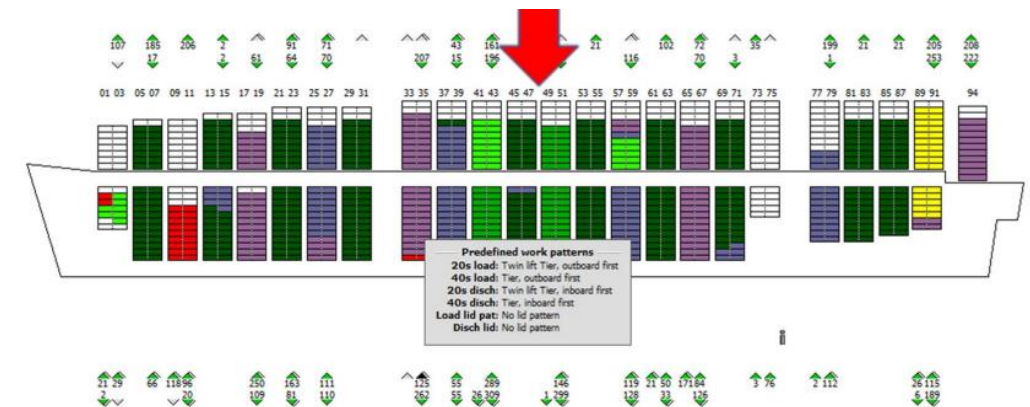 107 185 206 2 91 71 43 161 21 102 72 35 199 21 21 205 208
17 2 61 64 70 207 15 196 116 70 3 1 253 222
01 03 05 07 09 11 13 15 17 19 21 23 25 27 29 31 33 35 37 39 41 43 45 47 49 51 53 55 57 59 61 63 65 67 69 71 73 75 77 79 81 83 85 87 89 91 94
Predefined work patterns
20s load: Twin lift Tier, outboard first
40s load: Tier, outboard first
20s disch: Twin lift Tier, inboard first
40s disch: Tier, inboard first
Load lid pat: No lid pattern
Disch lid: No lid pattern
21 29 66 118 96 250 163 111 125 55 289 146 119 21 50 171 84 3 76 2 112 26 115
2 20 109 81 110 262 55 26 309 1 299 128 33 126 6 189